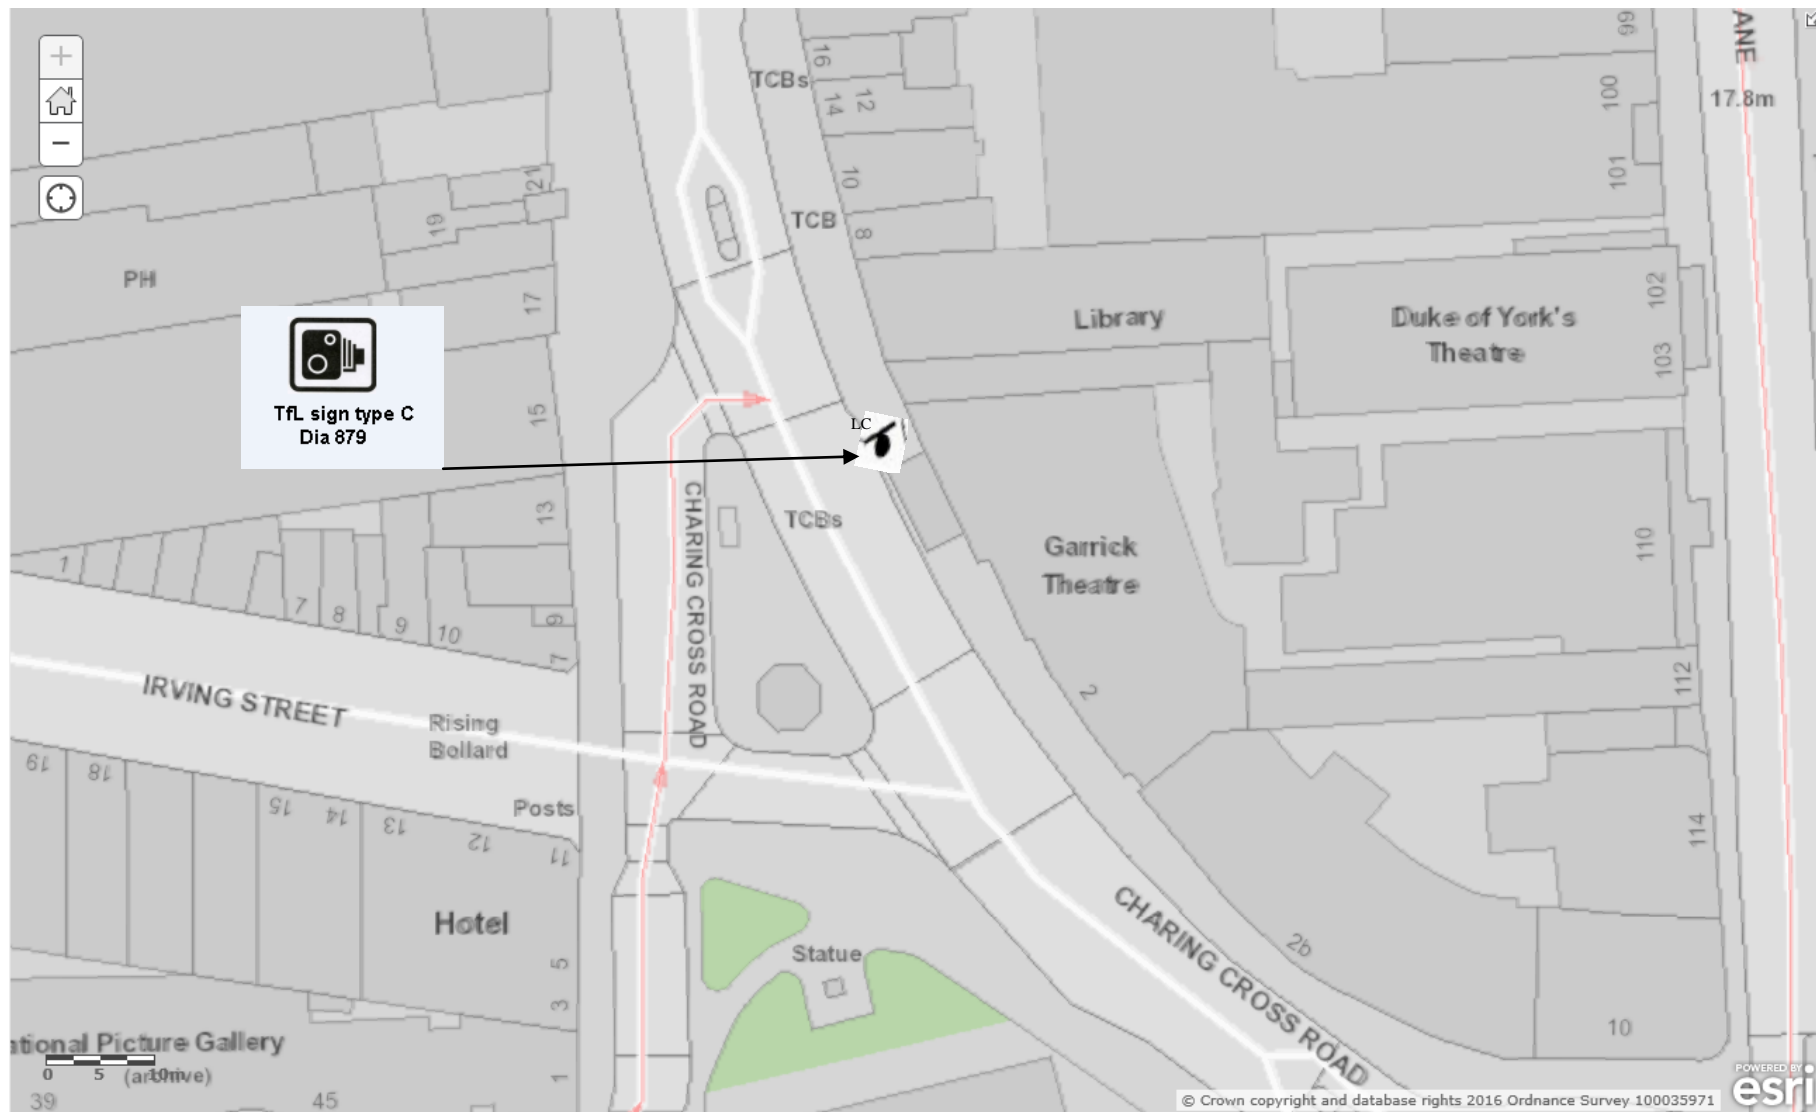 +
−
TCBs
16
12
14
10
TCB
8
21
19
17
PH
TfL sign type C
Dia 879
15
13
LC
Library
Duke of York's
Theatre
99
100
101
102
103
ANE
17.8m
TCBs
CHARING CROSS ROAD
Garrick
Theatre
110
112
114
1
7
8
9
10
9
7
IRVING STREET
Rising
Bollard
Posts
19
18
15
14
13
12
11
Hotel
5
3
1
2
Statue
CHARING CROSS ROAD
2b
10
ational Picture Gallery
(archive)
0 5 10m
39
45
POWERED BY
esri
© Crown copyright and database rights 2016 Ordnance Survey 100035971